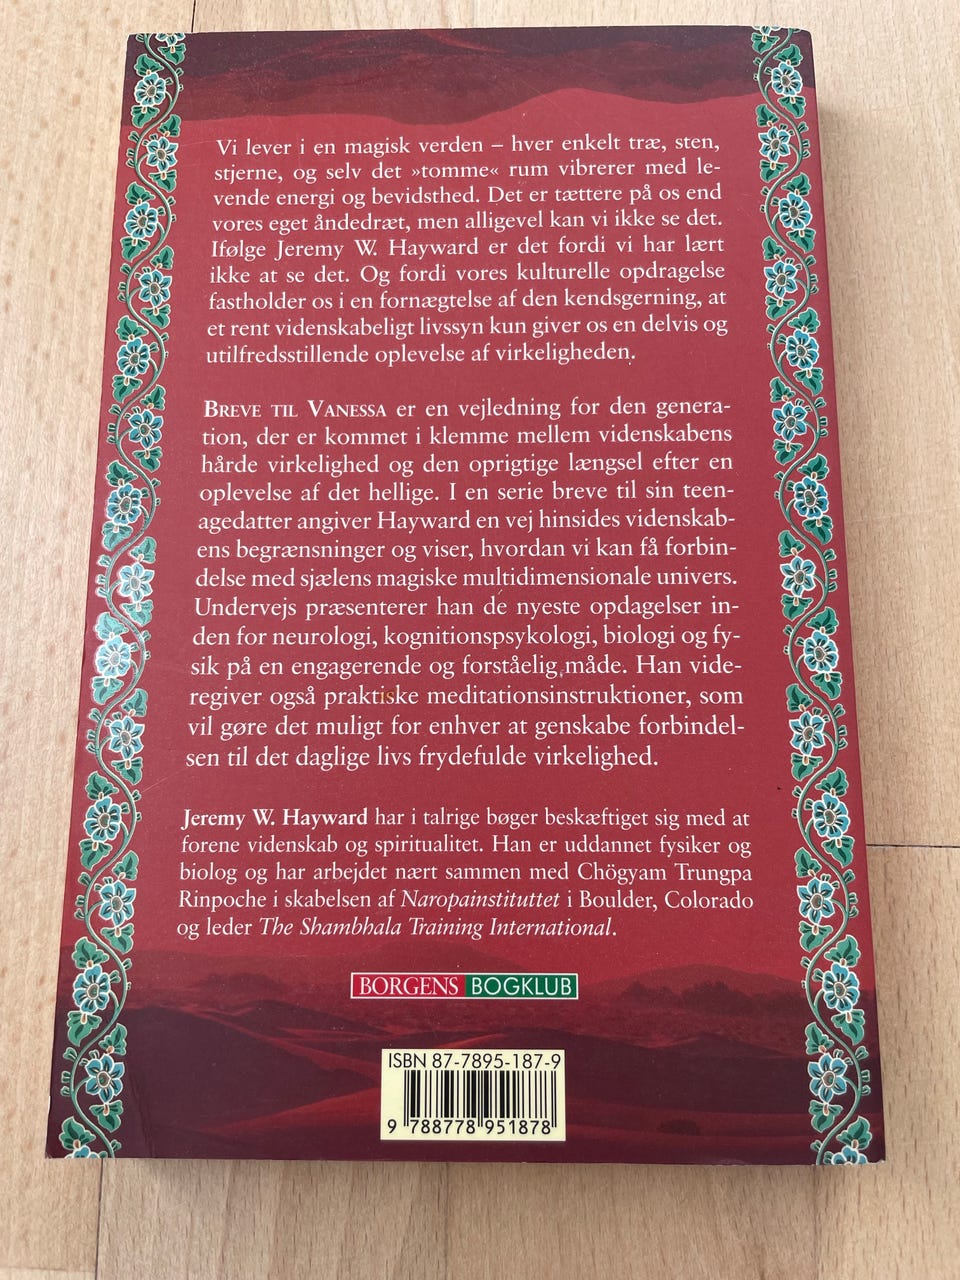 Vi lever i en magisk verden – hver enkelt træ, sten,
stjerne, og selv det »tomme« rum vibrerer med le-
vende energi og bevidsthed. Det er tættere på os end
vores eget åndedræt, men alligevel kan vi ikke se det.
Ifølge Jeremy W. Hayward er det fordi vi har lært
ikke at se det. Og fordi vores kulturelle opdragelse
fastholder os i en fornægtelse af den kendsgerning, at
et rent videnskabeligt livssyn kun giver os en delvis og
utilfredsstillende oplevelse af virkeligheden.
BREVE TIL VANESSA er en vejledning for den genera-
tion, der er kommet i klemme mellem videnskabens
hårde virkelighed og den oprigtige længsel efter en
oplevelse af det hellige. I en serie breve til sin teen-
agedatter angiver Hayward en vej hinsides videnskab-
ens begrænsninger og viser, hvordan vi kan få forbin-
delse med sjælens magiske multidimensionale univers.
Undervejs præsenterer han de nyeste opdagelser in-
den for neurologi, kognitionspsykologi, biologi og fy-
sik på en engagerende og forståelig måde. Han vide-
regiver også praktiske meditationsinstruktioner, som
vil gøre det muligt for enhver at genskabe forbindel-
sen til det daglige livs frydefulde virkelighed.
Jeremy W. Hayward har i talrige bøger beskæftiget sig med at
forene videnskab og spiritualitet. Han er uddannet fysiker og
biolog og har arbejdet nært sammen med Chögyam Trungpa
Rinpoche i skabelsen af Naropainstituttet i Boulder, Colorado
og leder The Shambhala Training International.
BORGENS BOGKLUB
ISBN 87-7895-187-9
9 788778 951878